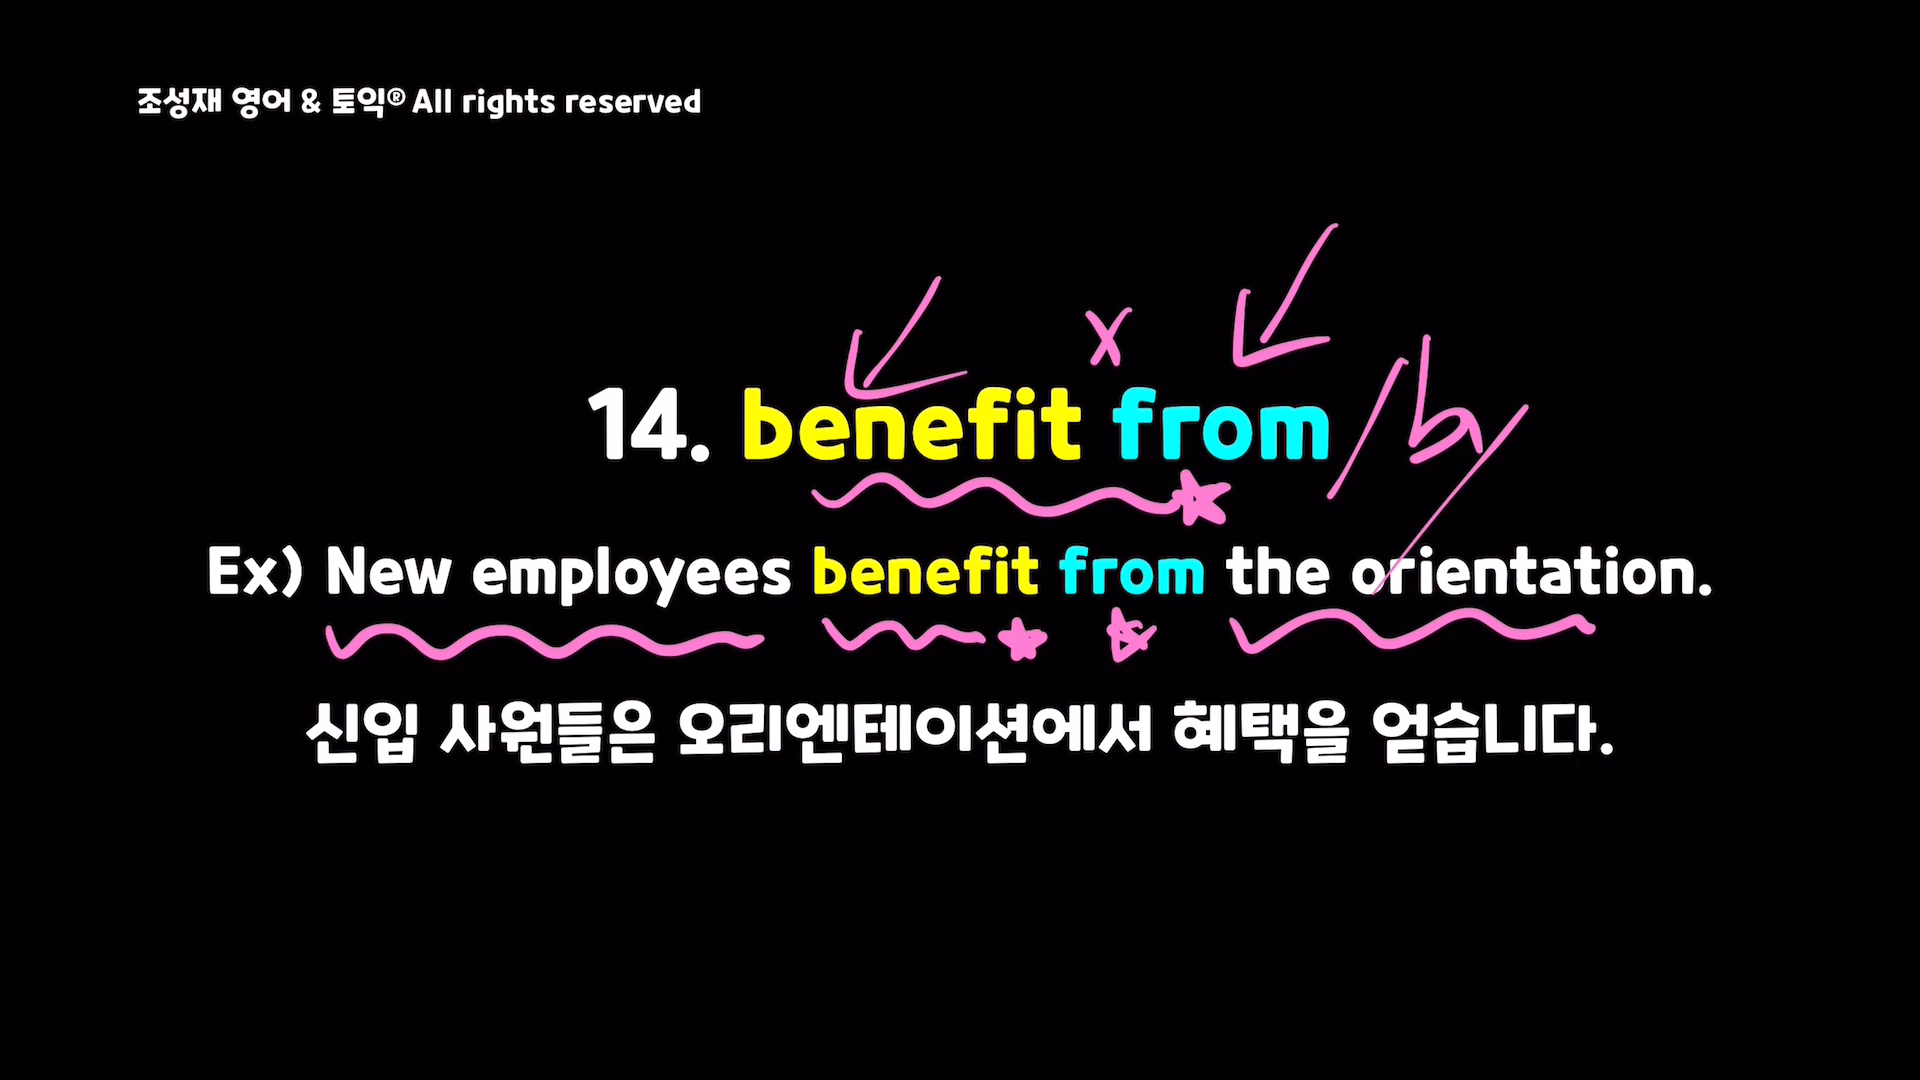 조성재 영어 & 토익® All rights reserved
x
14. benefit from / by
Ex) New employees benefit from the orientation.
신입 사원들은 오리엔테이션에서 혜택을 얻습니다.